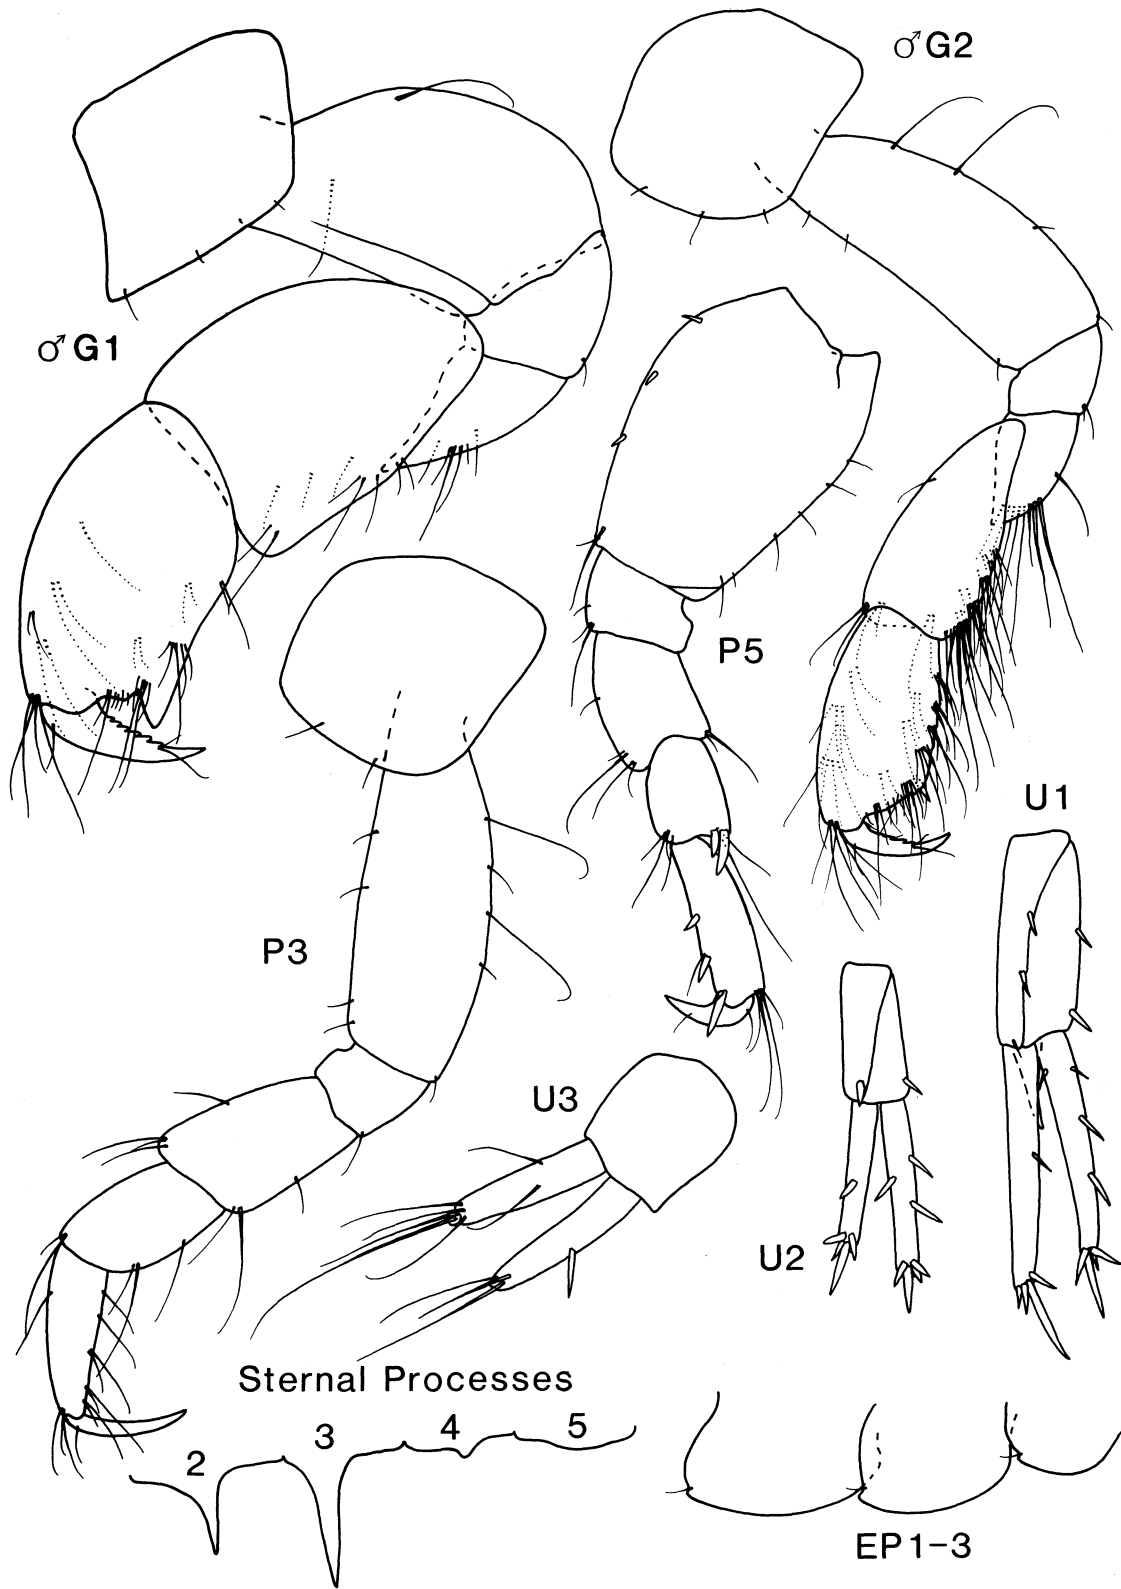 ♂G2
♂G1
P5
U1
P3
U3
U2
Sternal Processes
2 3 4 5
EP1-3